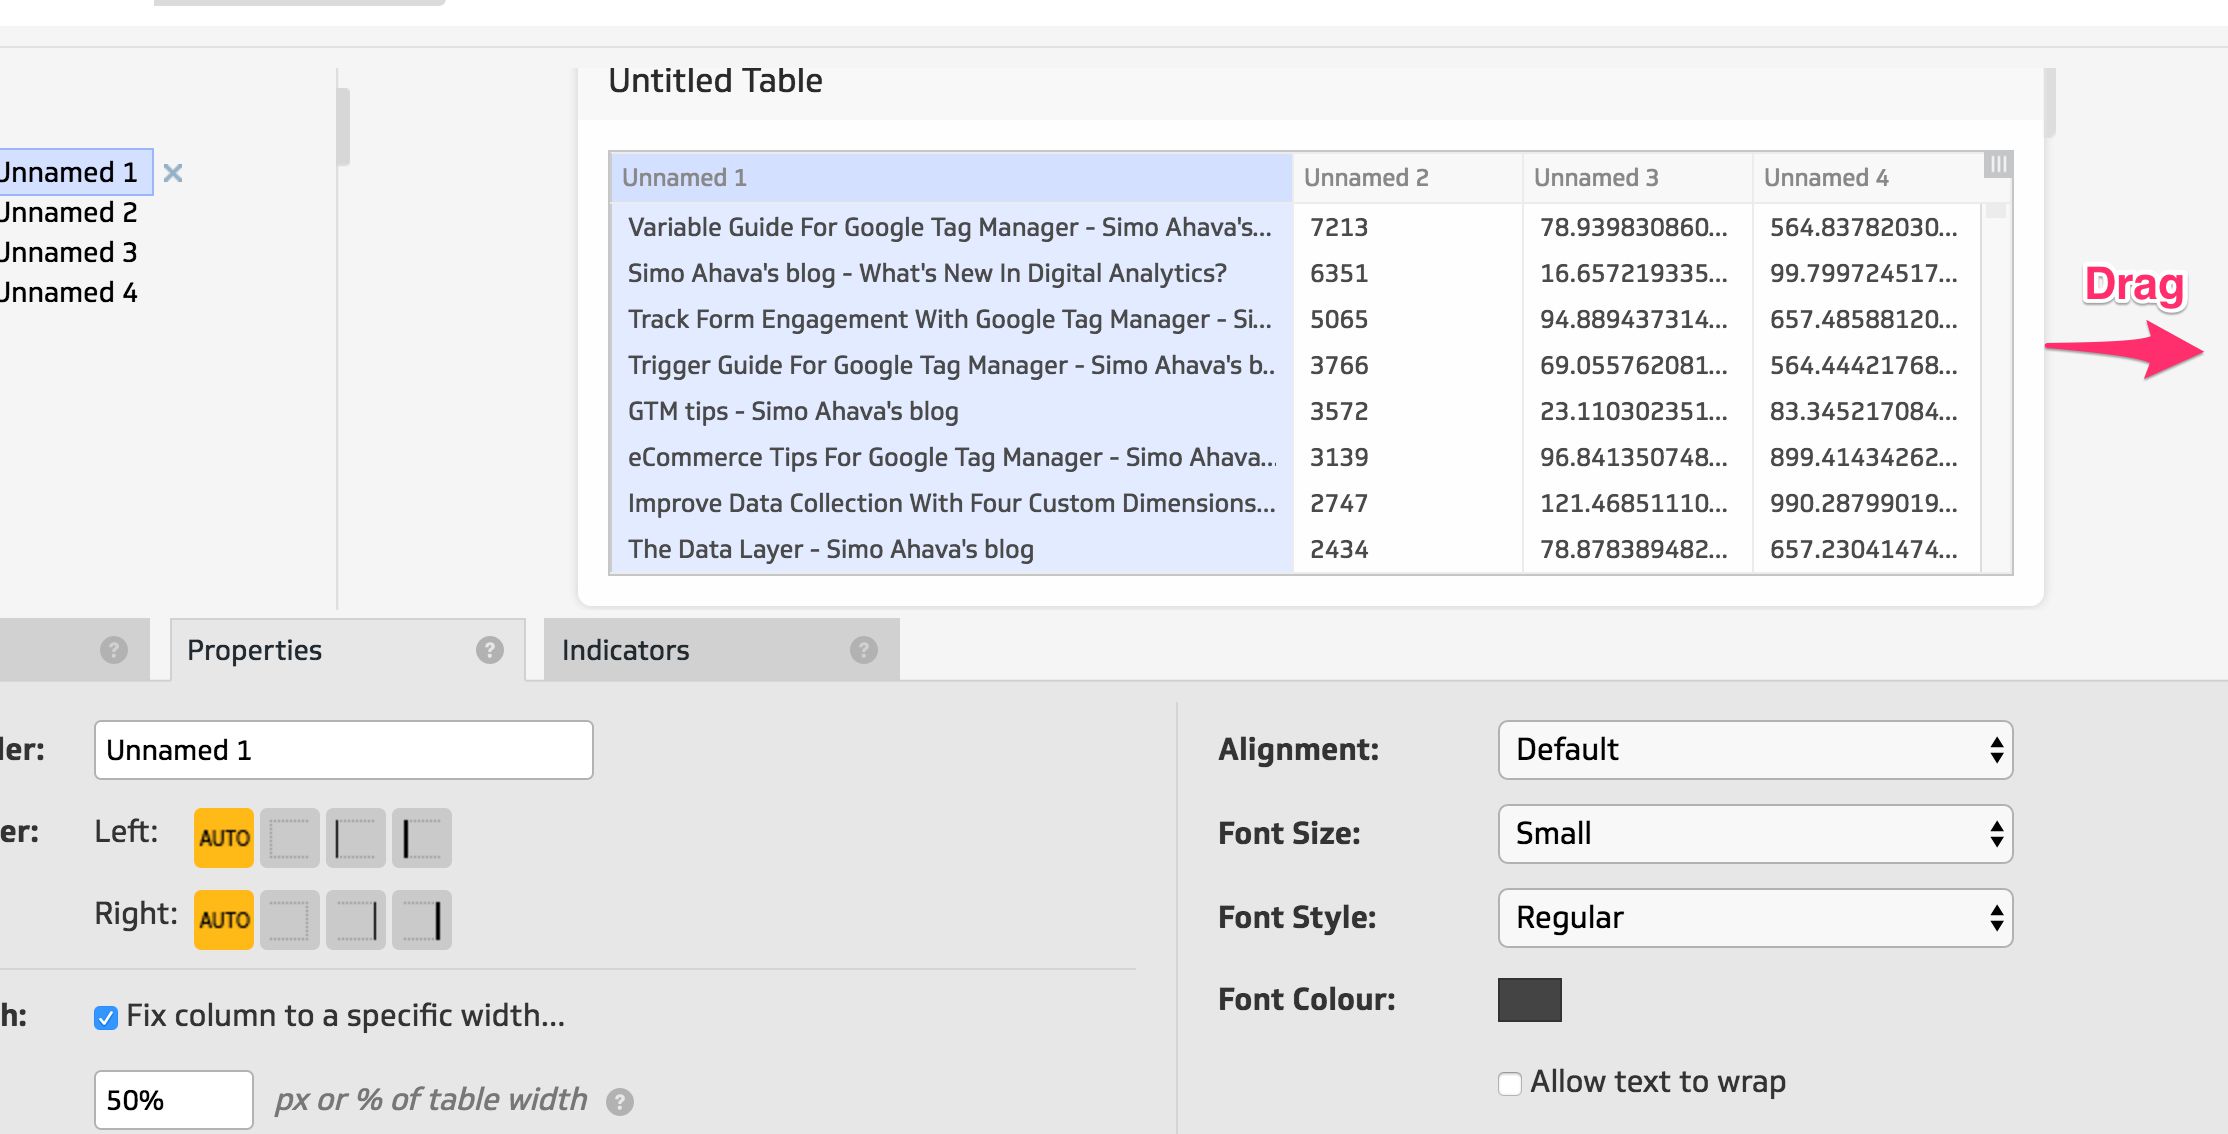 Untitled Table
Unnamed 1
Unnamed 2
Unnamed 3
Unnamed 4
Unnamed 1 Unnamed 2 Unnamed 3 Unnamed 4
Variable Guide For Google Tag Manager - Simo Ahava's... 7213 78.939830860... 564.83782030...
Simo Ahava's blog - What's New In Digital Analytics? 6351 16.657219335... 99.799724517...
Track Form Engagement With Google Tag Manager - Si... 5065 94.889437314... 657.48588120...
Trigger Guide For Google Tag Manager - Simo Ahava's b.. 3766 69.055762081... 564.44421768...
GTM tips - Simo Ahava's blog 3572 23.110302351... 83.345217084...
eCommerce Tips For Google Tag Manager - Simo Ahava... 3139 96.841350748... 899.41434262...
Improve Data Collection With Four Custom Dimensions... 2747 121.46851110... 990.28799019...
The Data Layer - Simo Ahava's blog 2434 78.878389482... 657.23041474...
Drag
? Properties ? Indicators ?
der: Unnamed 1
er: Left: AUTO
Right: AUTO
h: Fix column to a specific width...
50% px or % of table width ?
Alignment: Default
Font Size: Small
Font Style: Regular
Font Colour:
Allow text to wrap